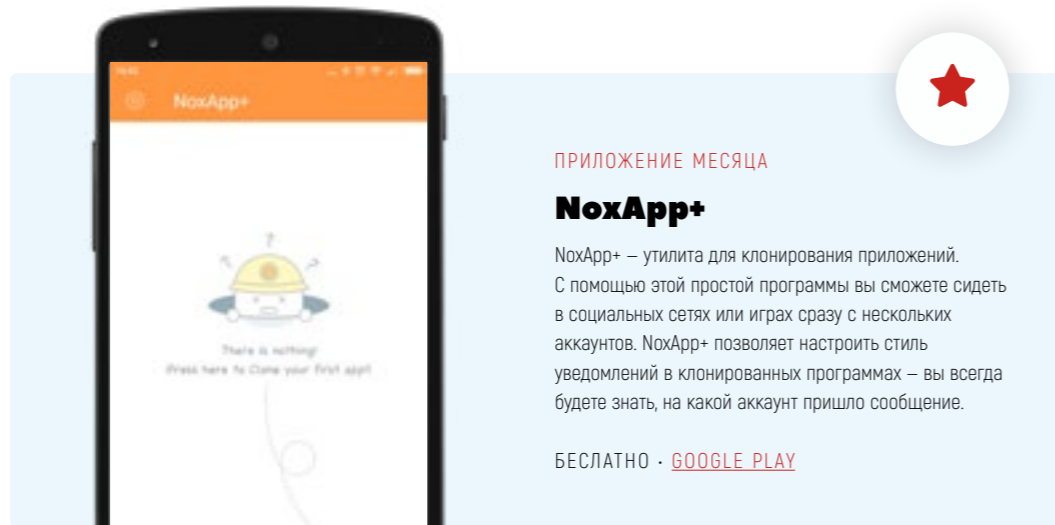 NoxApp+
There is nothing!
Press here to Clone your first app!!
ПРИЛОЖЕНИЕ МЕСЯЦА
NoxApp+
NoxApp+ – утилита для клонирования приложений.
С помощью этой простой программы вы сможете сидеть
в социальных сетях или играх сразу с нескольких
аккаунтов. NoxApp+ позволяет настроить стиль
уведомлений в клонированных программах – вы всегда
будете знать, на какой аккаунт пришло сообщение.
БЕСЛАТНО · GOOGLE PLAY